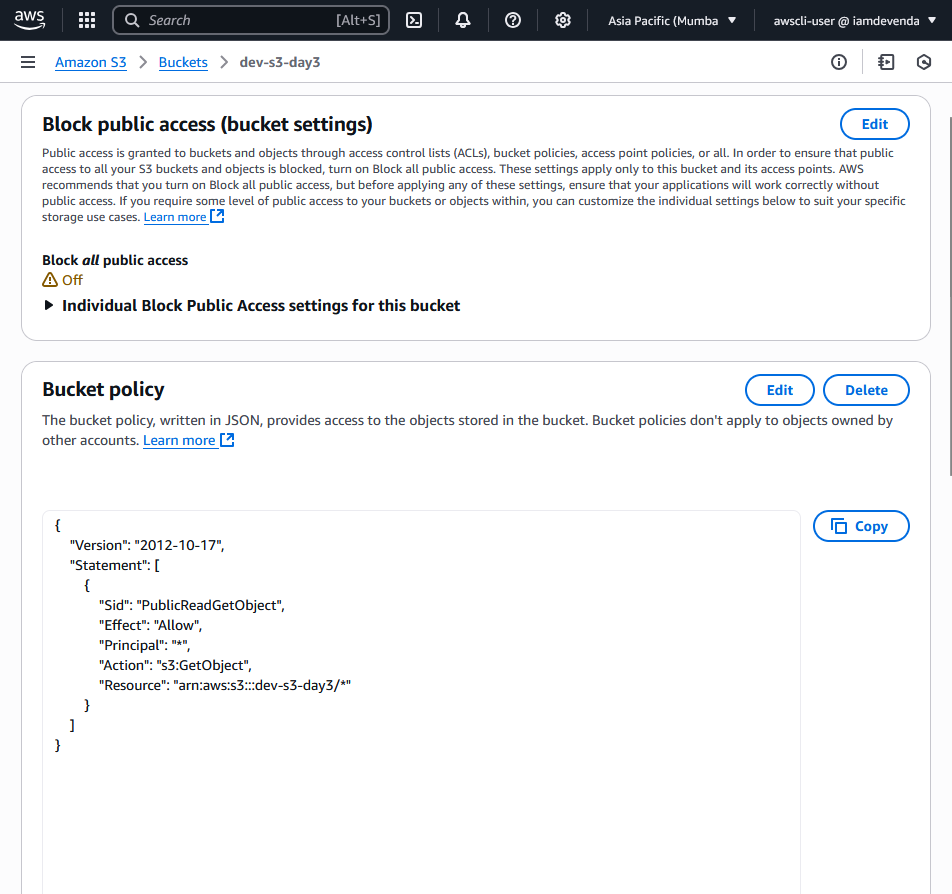 aws
Search [Alt+S]
Asia Pacific (Mumba
awscli-user @ iamdevenda
Amazon S3 > Buckets > dev-s3-day3
Block public access (bucket settings)
Edit
Public access is granted to buckets and objects through access control lists (ACLs), bucket policies, access point policies, or all. In order to ensure that public
access to all your S3 buckets and objects is blocked, turn on Block all public access. These settings apply only to this bucket and its access points. AWS
recommends that you turn on Block all public access, but before applying any of these settings, ensure that your applications will work correctly without
public access. If you require some level of public access to your buckets or objects within, you can customize the individual settings below to suit your specific
storage use cases. Learn more
Block all public access
Off
Individual Block Public Access settings for this bucket
Bucket policy
Edit
Delete
The bucket policy, written in JSON, provides access to the objects stored in the bucket. Bucket policies don't apply to objects owned by
other accounts. Learn more
Copy
{
    "Version": "2012-10-17",
    "Statement": [
        {
            "Sid": "PublicReadGetObject",
            "Effect": "Allow",
            "Principal": "*",
            "Action": "s3:GetObject",
            "Resource": "arn:aws:s3:::dev-s3-day3/*"
        }
    ]
}